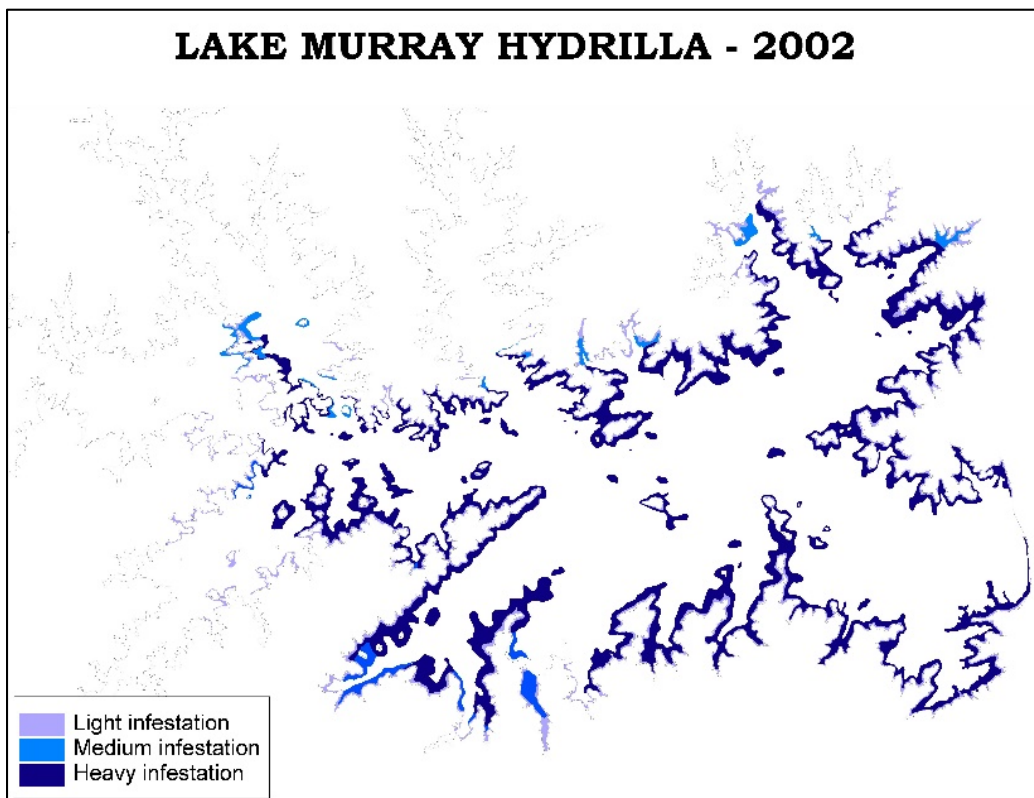 LAKE MURRAY HYDRILLA - 2002
Light infestation
Medium infestation
Heavy infestation